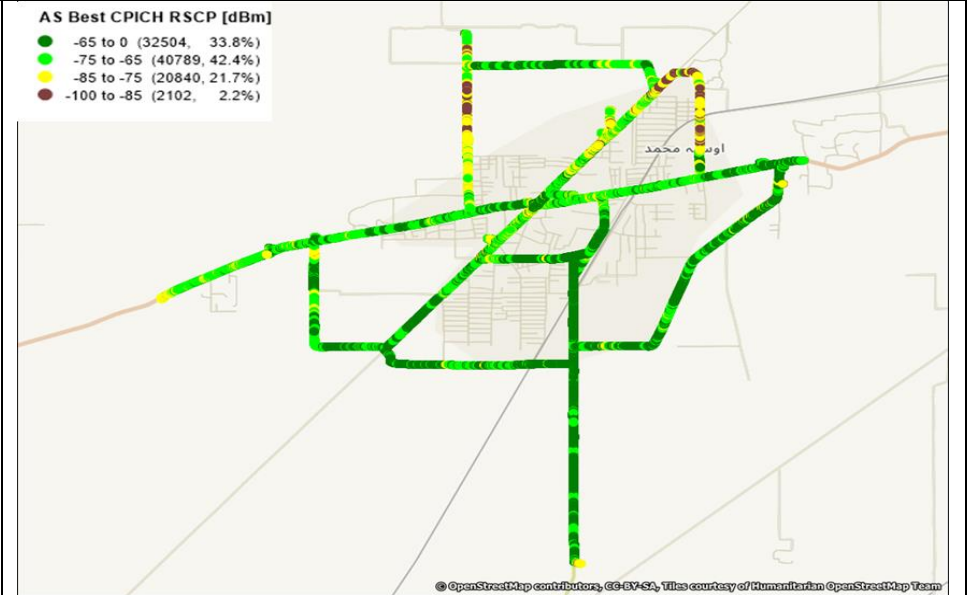 AS Best CPICH RSCP [dBm]
-65 to 0 (32504, 33.8%)
-75 to -65 (40789, 42.4%)
-85 to -75 (20840, 21.7%)
-100 to -85 (2102, 2.2%)
محمد
© OpenStreetMap contributors, CC-BY-SA, Tiles courtesy of Humanitarian OpenStreetMap Team